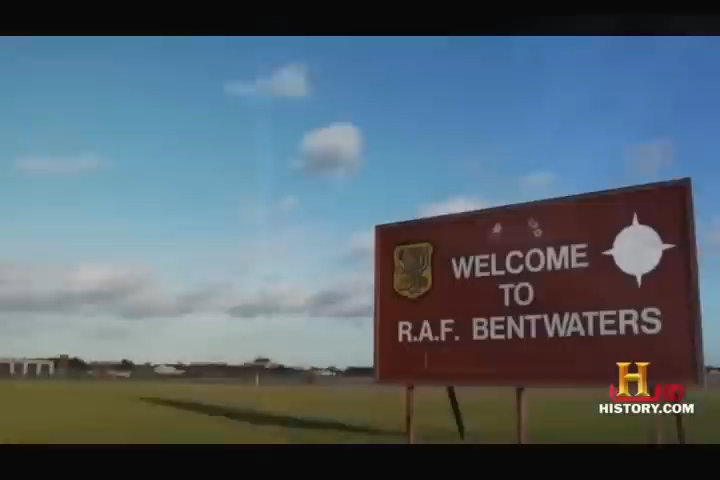 WELCOME
TO
R.A.F. BENTWATERS
H
HISTORY.COM